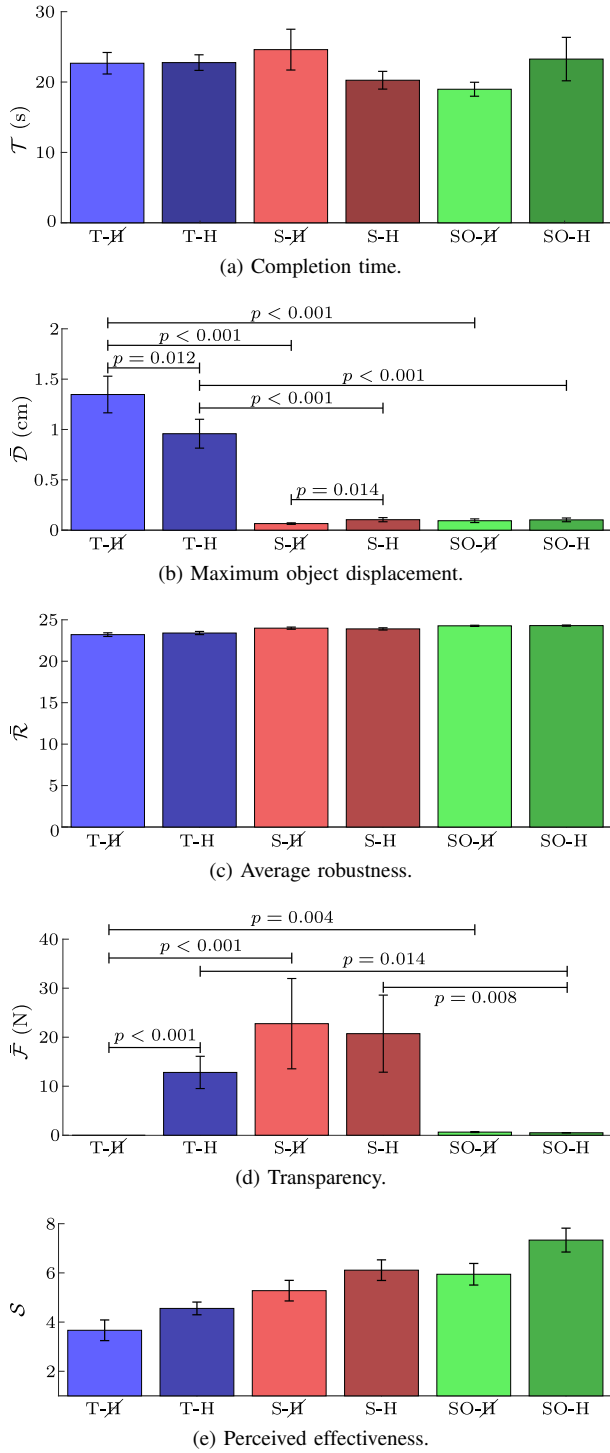 30
20
10
0
𝒯 (s)
T-H̸ T-H S-H̸ S-H SO-H̸ SO-H
(a) Completion time.
p < 0.001
2
p < 0.001
p = 0.012
p < 0.001
1.5
p < 0.001
1
p = 0.014
0.5
0
𝒟̄ (cm)
T-H̸ T-H S-H̸ S-H SO-H̸ SO-H
(b) Maximum object displacement.
25
20
15
10
5
0
ℛ̄
T-H̸ T-H S-H̸ S-H SO-H̸ SO-H
(c) Average robustness.
p = 0.004
40
p < 0.001
p = 0.014
30
p = 0.008
20
p < 0.001
10
0
ℱ̄ (N)
T-H̸ T-H S-H̸ S-H SO-H̸ SO-H
(d) Transparency.
8
6
4
2
𝒮
T-H̸ T-H S-H̸ S-H SO-H̸ SO-H
(e) Perceived effectiveness.